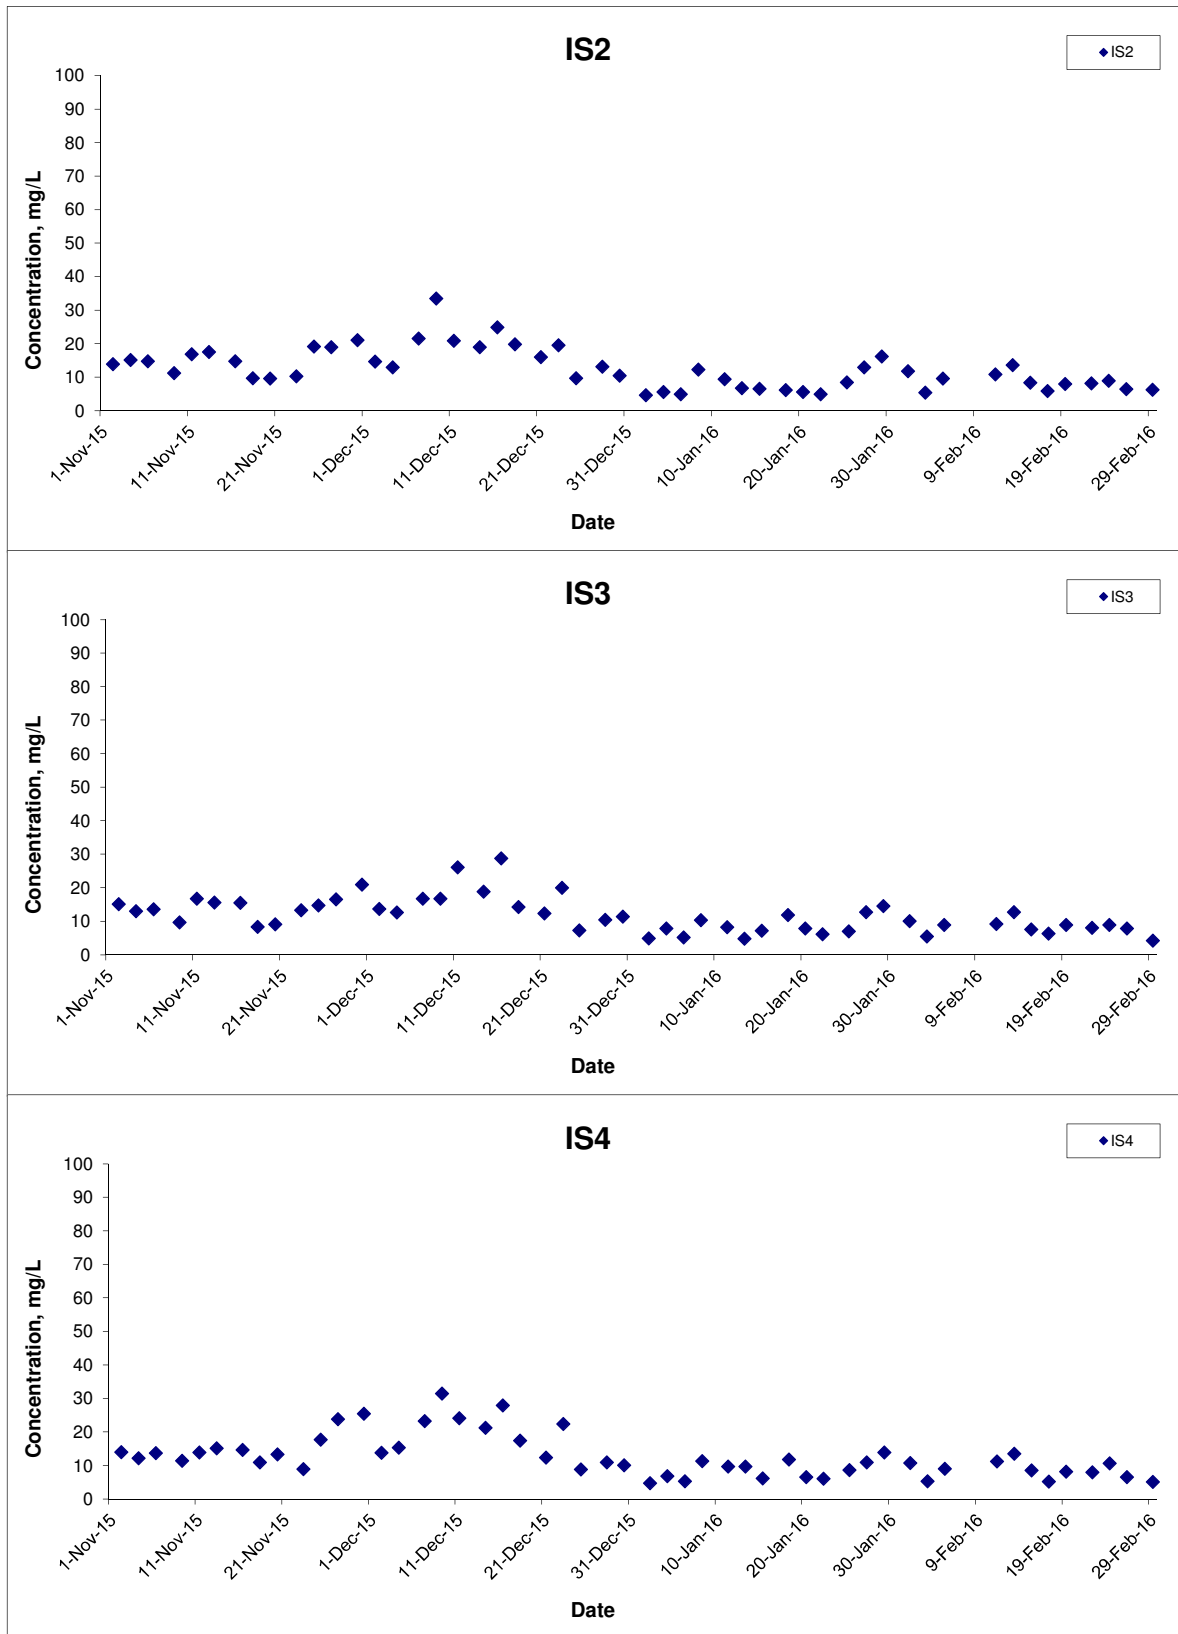 IS2
IS2
100
90
80
70
60
50
40
30
20
10
0
Concentration, mg/L
1-Nov-15
11-Nov-15
21-Nov-15
1-Dec-15
11-Dec-15
21-Dec-15
31-Dec-15
10-Jan-16
20-Jan-16
30-Jan-16
9-Feb-16
19-Feb-16
29-Feb-16
Date
IS3
IS3
100
90
80
70
60
50
40
30
20
10
0
Concentration, mg/L
1-Nov-15
11-Nov-15
21-Nov-15
1-Dec-15
11-Dec-15
21-Dec-15
31-Dec-15
10-Jan-16
20-Jan-16
30-Jan-16
9-Feb-16
19-Feb-16
29-Feb-16
Date
IS4
IS4
100
90
80
70
60
50
40
30
20
10
0
Concentration, mg/L
1-Nov-15
11-Nov-15
21-Nov-15
1-Dec-15
11-Dec-15
21-Dec-15
31-Dec-15
10-Jan-16
20-Jan-16
30-Jan-16
9-Feb-16
19-Feb-16
29-Feb-16
Date